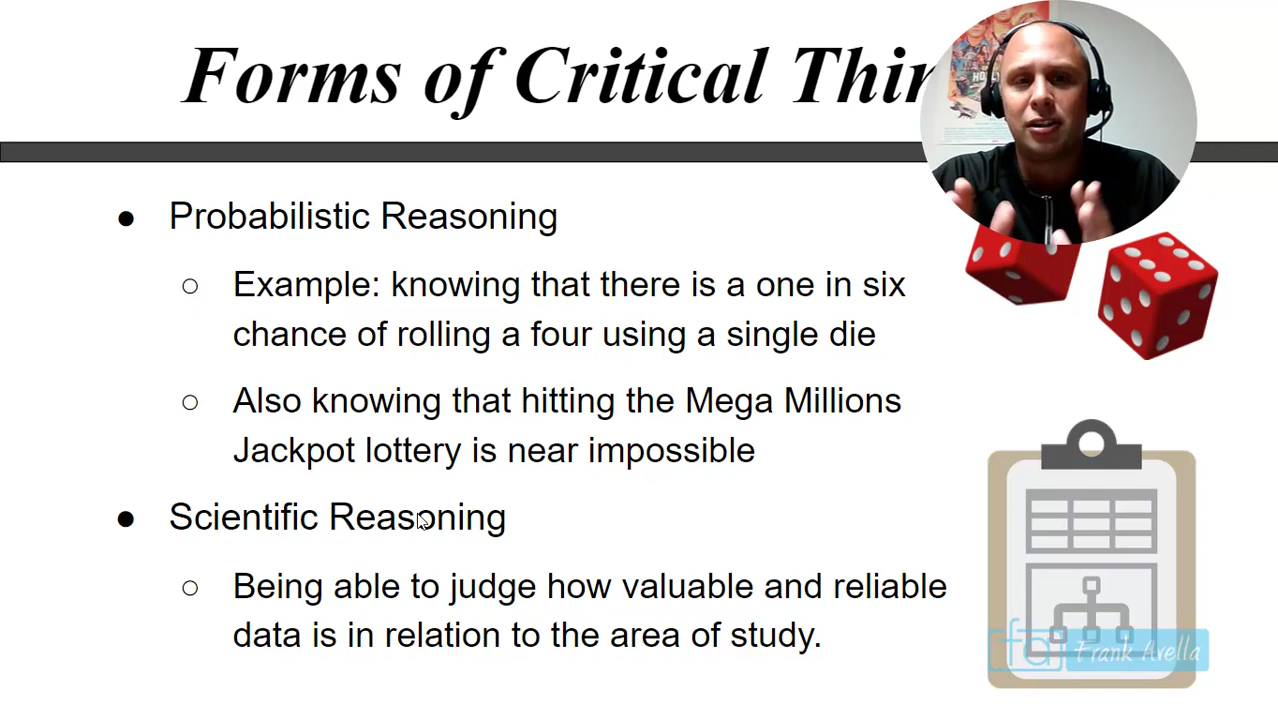 Forms of Critical Thin
● Probabilistic Reasoning
○ Example: knowing that there is a one in six
chance of rolling a four using a single die
○ Also knowing that hitting the Mega Millions
Jackpot lottery is near impossible
● Scientific Reasoning
○ Being able to judge how valuable and reliable
data is in relation to the area of study.
fa Frank Avella